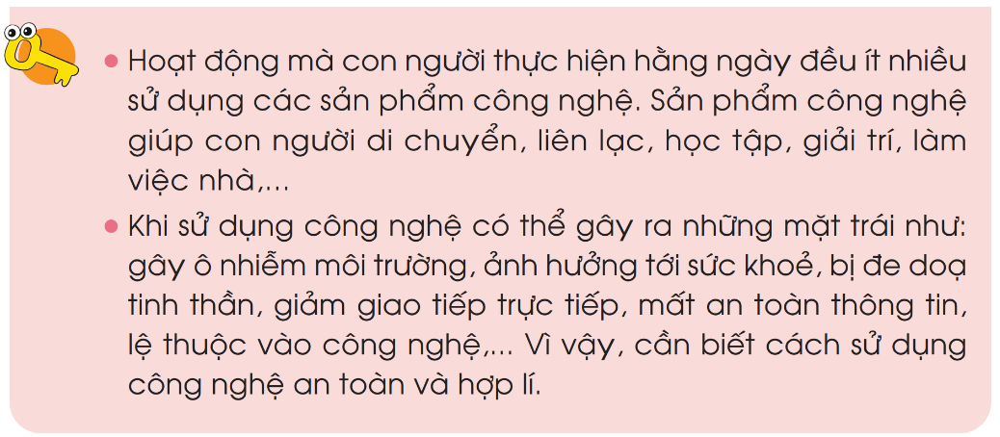 • Hoạt động mà con người thực hiện hằng ngày đều ít nhiều
sử dụng các sản phẩm công nghệ. Sản phẩm công nghệ
giúp con người di chuyển, liên lạc, học tập, giải trí, làm
việc nhà,...
• Khi sử dụng công nghệ có thể gây ra những mặt trái như:
gây ô nhiễm môi trường, ảnh hưởng tới sức khoẻ, bị đe doạ
tinh thần, giảm giao tiếp trực tiếp, mất an toàn thông tin,
lệ thuộc vào công nghệ,... Vì vậy, cần biết cách sử dụng
công nghệ an toàn và hợp lí.